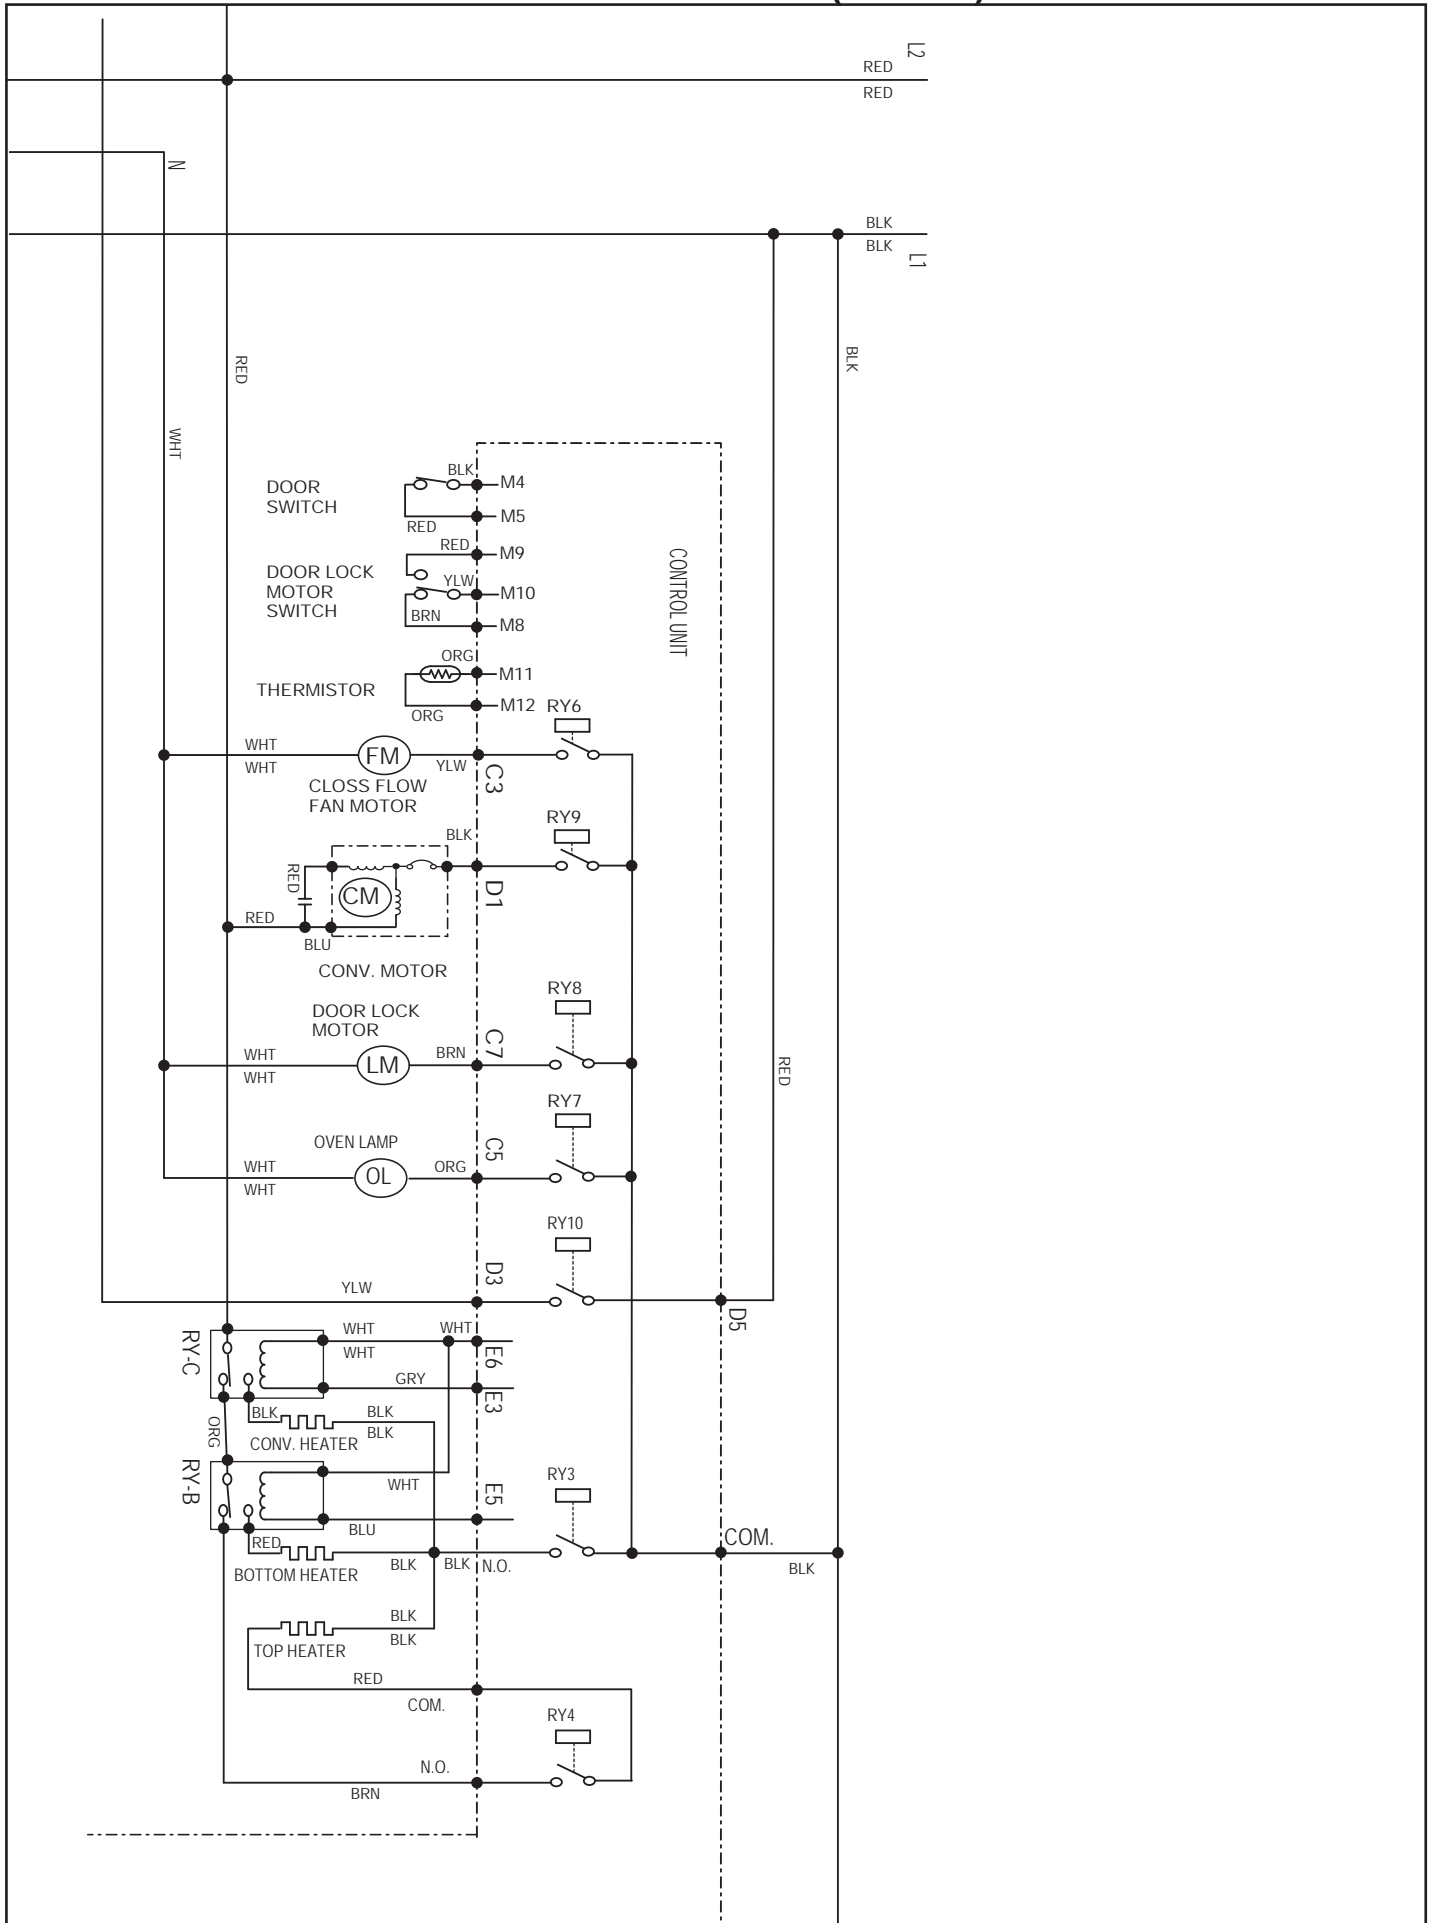 L2
RED
RED
N
BLK
BLK
L1
RED
BLK
WHT
DOOR
SWITCH
BLK
M4
M5
RED
CONTROL UNIT
RED
M9
DOOR LOCK
MOTOR
SWITCH
YLW
M10
BRN
M8
ORG
M11
THERMISTOR
M12
ORG
RY6
WHT
WHT
FM
YLW
C3
CLOSS FLOW
FAN MOTOR
RY9
BLK
RED
CM
D1
RED
BLU
CONV. MOTOR
RY8
DOOR LOCK
MOTOR
WHT
WHT
LM
BRN
C7
RED
RY7
OVEN LAMP
WHT
WHT
OL
ORG
C5
RY10
D3
YLW
D5
RY-C
WHT
WHT
WHT
E6
GRY
E3
BLK
BLK
BLK
ORG
CONV. HEATER
RY-B
WHT
E5
RY3
BLU
RED
BLK
BLK
N.O.
COM.
BLK
BOTTOM HEATER
BLK
BLK
TOP HEATER
RED
COM.
RY4
N.O.
BRN